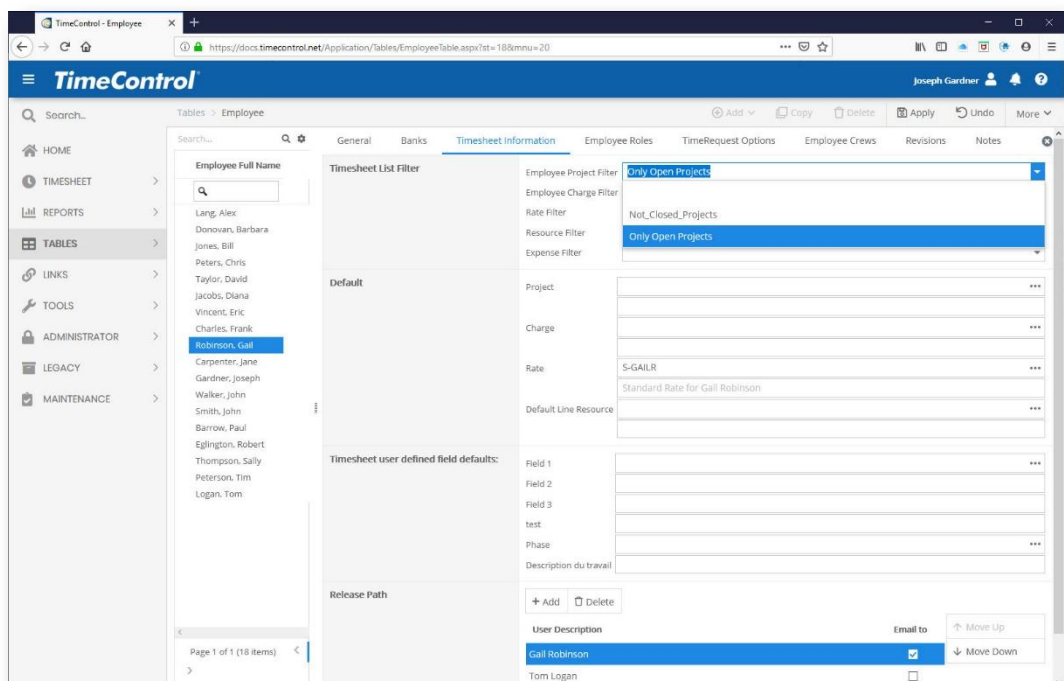 TimeControl - Employee
https://docs.timecontrol.net/Application/Tables/EmployeeTable.aspx?st=18&mnu=20
TimeControl
Joseph Gardner
Search...
HOME
TIMESHEET
REPORTS
TABLES
LINKS
TOOLS
ADMINISTRATOR
LEGACY
MAINTENANCE
Tables > Employee
Add
Copy
Delete
Apply
Undo
More
Search...
Employee Full Name
Lang, Alex
Donovan, Barbara
Jones, Bill
Peters, Chris
Taylor, David
Jacobs, Diana
Vincent, Eric
Charles, Frank
Robinson, Gail
Carpenter, Jane
Gardner, Joseph
Walker, John
Smith, John
Barrow, Paul
Eglington, Robert
Thompson, Sally
Peterson, Tim
Logan, Tom
Page 1 of 1 (18 items)
General
Banks
Timesheet Information
Employee Roles
TimeRequest Options
Employee Crews
Revisions
Notes
Timesheet List Filter
Employee Project Filter
Only Open Projects
Employee Charge Filter
Rate Filter
Not_Closed_Projects
Resource Filter
Only Open Projects
Expense Filter
Default
Project
Charge
Rate
S-GAILR
Standard Rate for Gail Robinson
Default Line Resource
Timesheet user defined field defaults:
Field 1
Field 2
Field 3
test
Phase
Description du travail
Release Path
+ Add
Delete
User Description
Email to
Move Up
Gail Robinson
Move Down
Tom Logan